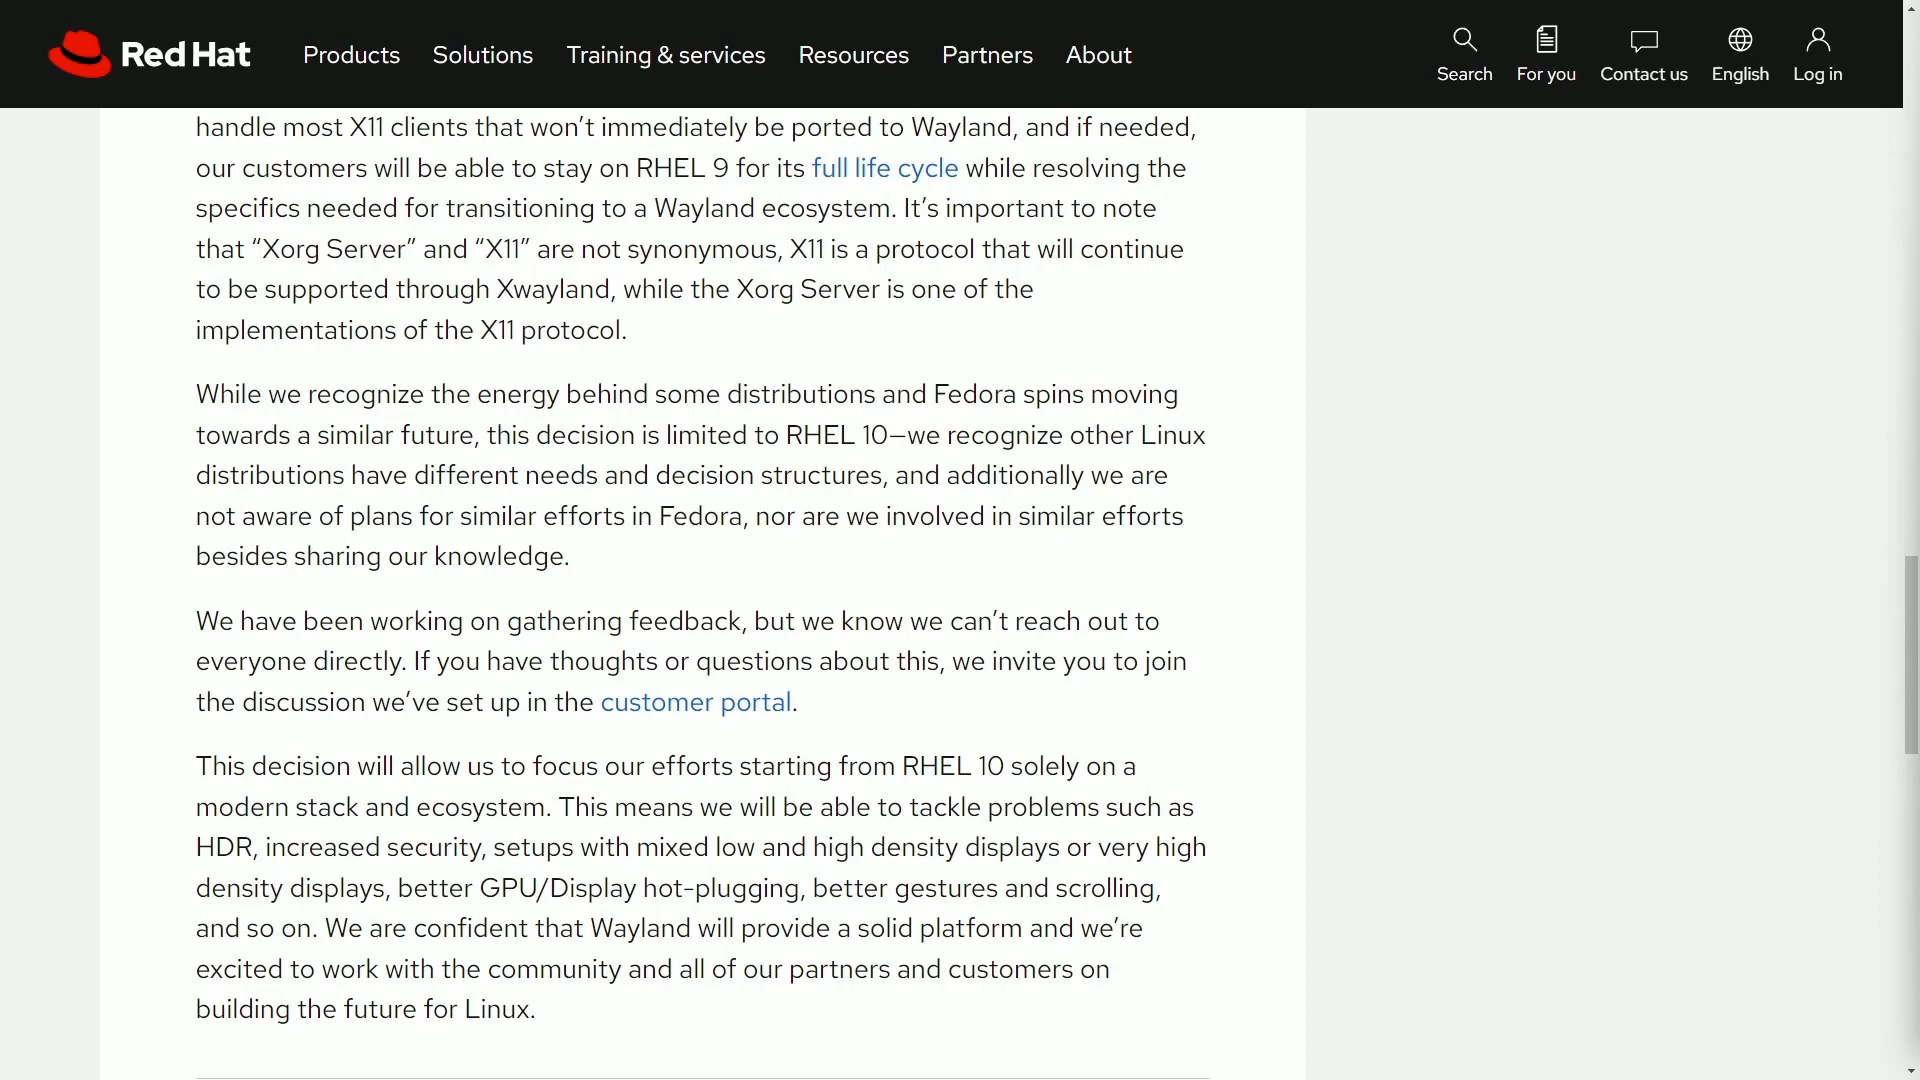 Red Hat
Products
Solutions
Training & services
Resources
Partners
About
Search
For you
Contact us
English
Log in
handle most X11 clients that won’t immediately be ported to Wayland, and if needed,
our customers will be able to stay on RHEL 9 for its full life cycle while resolving the
specifics needed for transitioning to a Wayland ecosystem. It’s important to note
that “Xorg Server” and “X11” are not synonymous, X11 is a protocol that will continue
to be supported through Xwayland, while the Xorg Server is one of the
implementations of the X11 protocol.
While we recognize the energy behind some distributions and Fedora spins moving
towards a similar future, this decision is limited to RHEL 10—we recognize other Linux
distributions have different needs and decision structures, and additionally we are
not aware of plans for similar efforts in Fedora, nor are we involved in similar efforts
besides sharing our knowledge.
We have been working on gathering feedback, but we know we can’t reach out to
everyone directly. If you have thoughts or questions about this, we invite you to join
the discussion we’ve set up in the customer portal.
This decision will allow us to focus our efforts starting from RHEL 10 solely on a
modern stack and ecosystem. This means we will be able to tackle problems such as
HDR, increased security, setups with mixed low and high density displays or very high
density displays, better GPU/Display hot-plugging, better gestures and scrolling,
and so on. We are confident that Wayland will provide a solid platform and we’re
excited to work with the community and all of our partners and customers on
building the future for Linux.